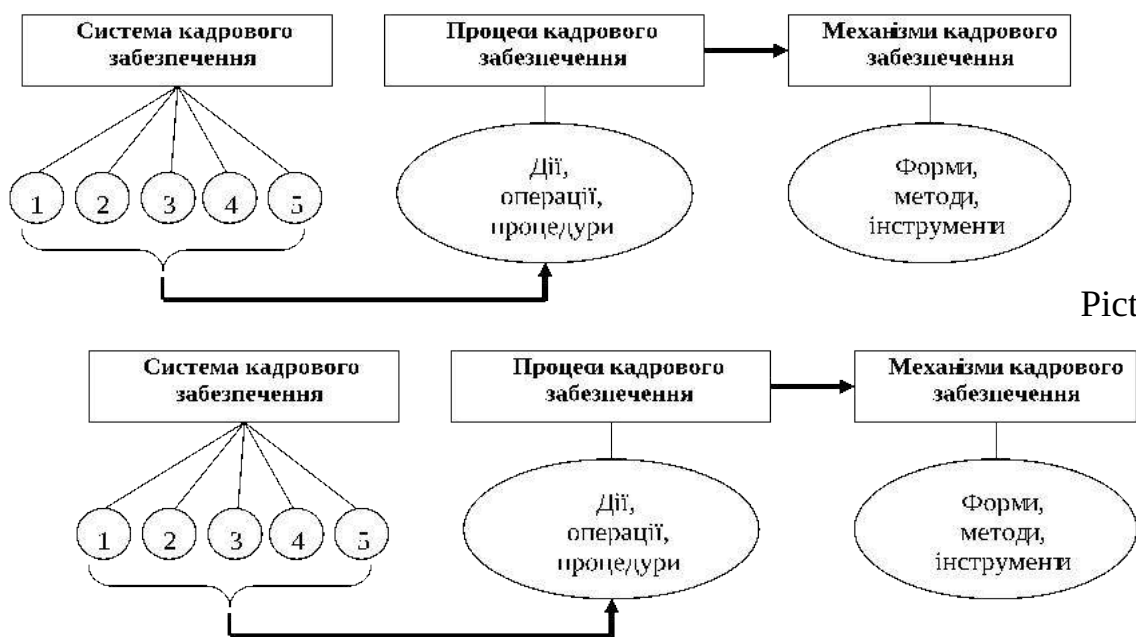 Система кадрового
забезпечення
Процеси кадрового
забезпечення
Механізми кадрового
забезпечення
1 2 3 4 5
Дії,
операції,
процедури
Форми,
методи,
інструменти
Pict
Система кадрового
забезпечення
Процеси кадрового
забезпечення
Механізми кадрового
забезпечення
1 2 3 4 5
Дії,
операції,
процедури
Форми,
методи,
інструменти